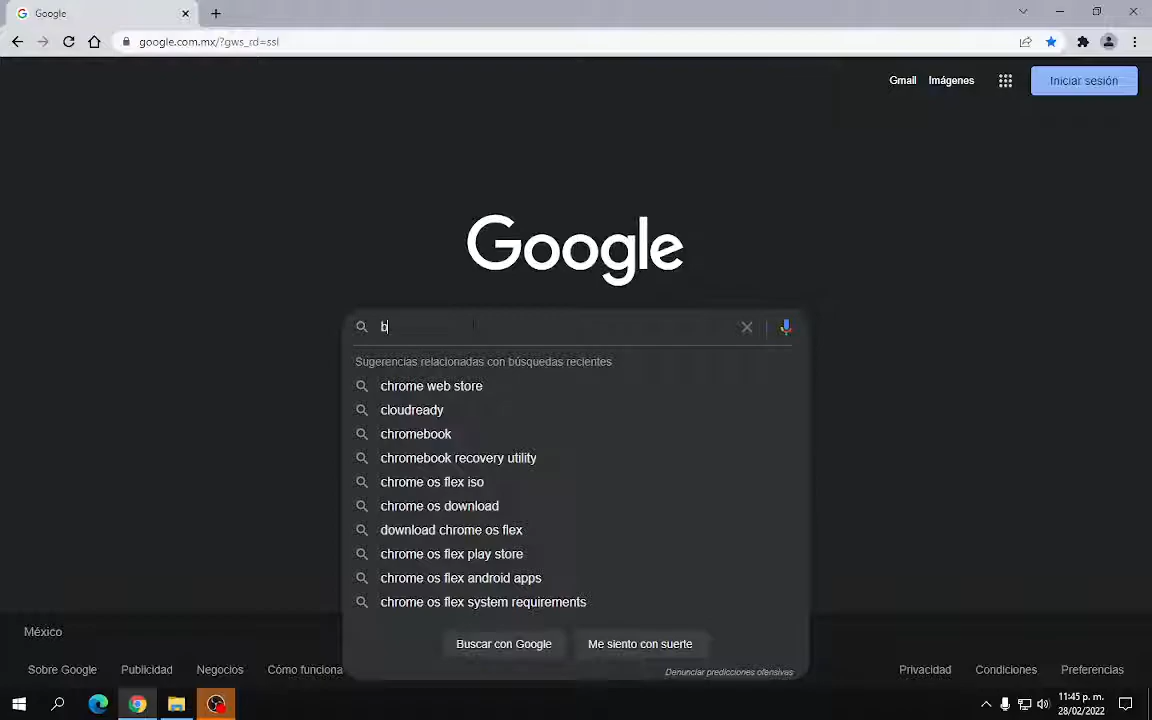 Google
google.com.mx/?gws_rd=ssl
Gmail Imágenes Iniciar sesión
Google
b
Sugerencias relacionadas con búsquedas recientes
chrome web store
cloudready
chromebook
chromebook recovery utility
chrome os flex iso
chrome os download
download chrome os flex
chrome os flex play store
chrome os flex android apps
chrome os flex system requirements
Buscar con Google Me siento con suerte
Denunciar predicciones ofensivas
México
Sobre Google Publicidad Negocios Cómo funciona Privacidad Condiciones Preferencias
11:45 p. m.
28/02/2022